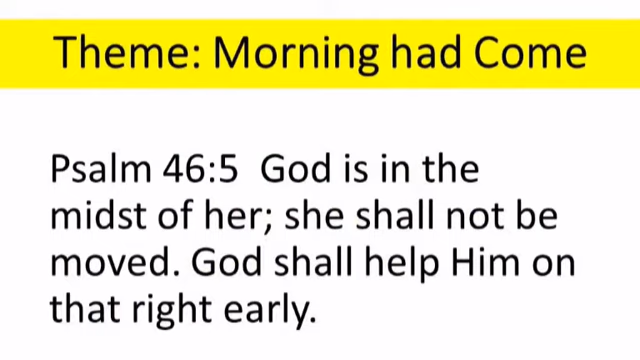 Theme: Morning had Come
Psalm 46:5  God is in the
midst of her; she shall not be
moved. God shall help Him on
that right early.